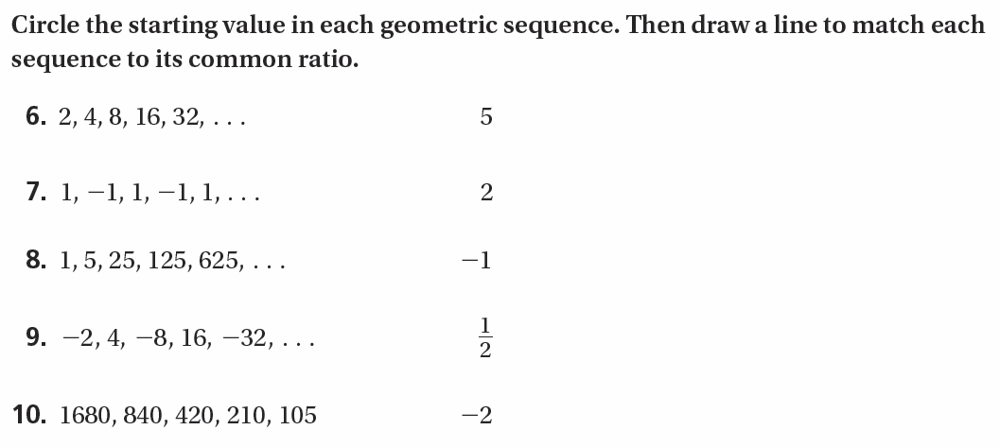 Circle the starting value in each geometric sequence. Then draw a line to match each
sequence to its common ratio.
6. 2, 4, 8, 16, 32, . . . 5
7. 1, −1, 1, −1, 1, . . . 2
8. 1, 5, 25, 125, 625, . . . −1
9. −2, 4, −8, 16, −32, . . . 1/2
10. 1680, 840, 420, 210, 105 −2